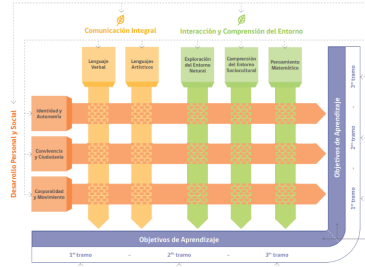 Comunicación Integral
Interacción y Comprensión del Entorno
Lenguaje
Verbal
Lenguajes
Artísticos
Exploración
del Entorno
Natural
Comprensión
del Entorno
Sociocultural
Pensamiento
Matemático
Desarrollo Personal y Social
Identidad y
Autonomía
Convivencia
y Ciudadanía
Corporalidad
y Movimiento
Objetivos de Aprendizaje
3er tramo
-
2do tramo
-
1er tramo
Objetivos de Aprendizaje
1er tramo - 2do tramo - 3er tramo